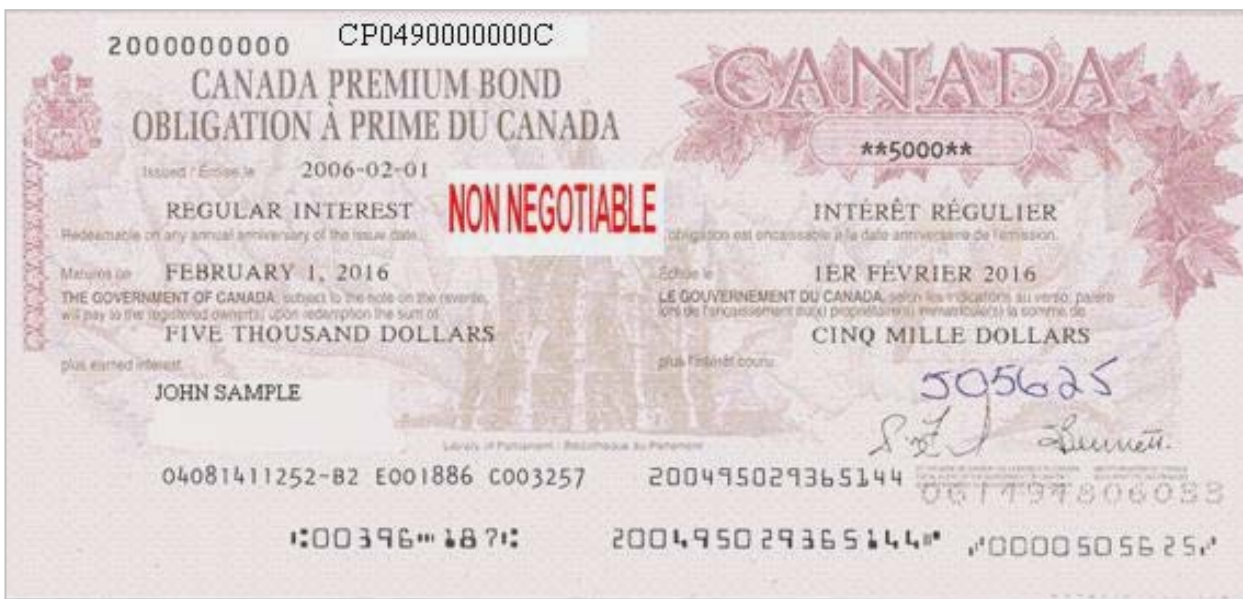 2000000000 CP0490000000C
CANADA PREMIUM BOND
OBLIGATION À PRIME DU CANADA
CANADA
**5000**
Issued / Émise le 2006-02-01
NON NEGOTIABLE
REGULAR INTEREST
Redeemable on any annual anniversary of the issue date.
INTÉRÊT RÉGULIER
obligation est encaissable à la date anniversaire de l'émission.
Matures on FEBRUARY 1, 2016
Échue le 1ER FÉVRIER 2016
THE GOVERNMENT OF CANADA, subject to the note on the reverse,
will pay to the registered owner(s) upon redemption the sum of
LE GOUVERNEMENT DU CANADA, selon les indications au verso, paiera
lors de l'encaissement au(x) propriétaire(s) immatriculé(s) la somme de
FIVE THOUSAND DOLLARS
CINQ MILLE DOLLARS
plus earned interest.
plus l'intérêt couru.
JOHN SAMPLE
505625
Bennett.
Library of Parliament / Bibliothèque du Parlement
04081411252-B2 E001886 C003257
200495029365144
⑆00396⑉187⑆ 200495029365144⑈ ⑇0000505625⑇